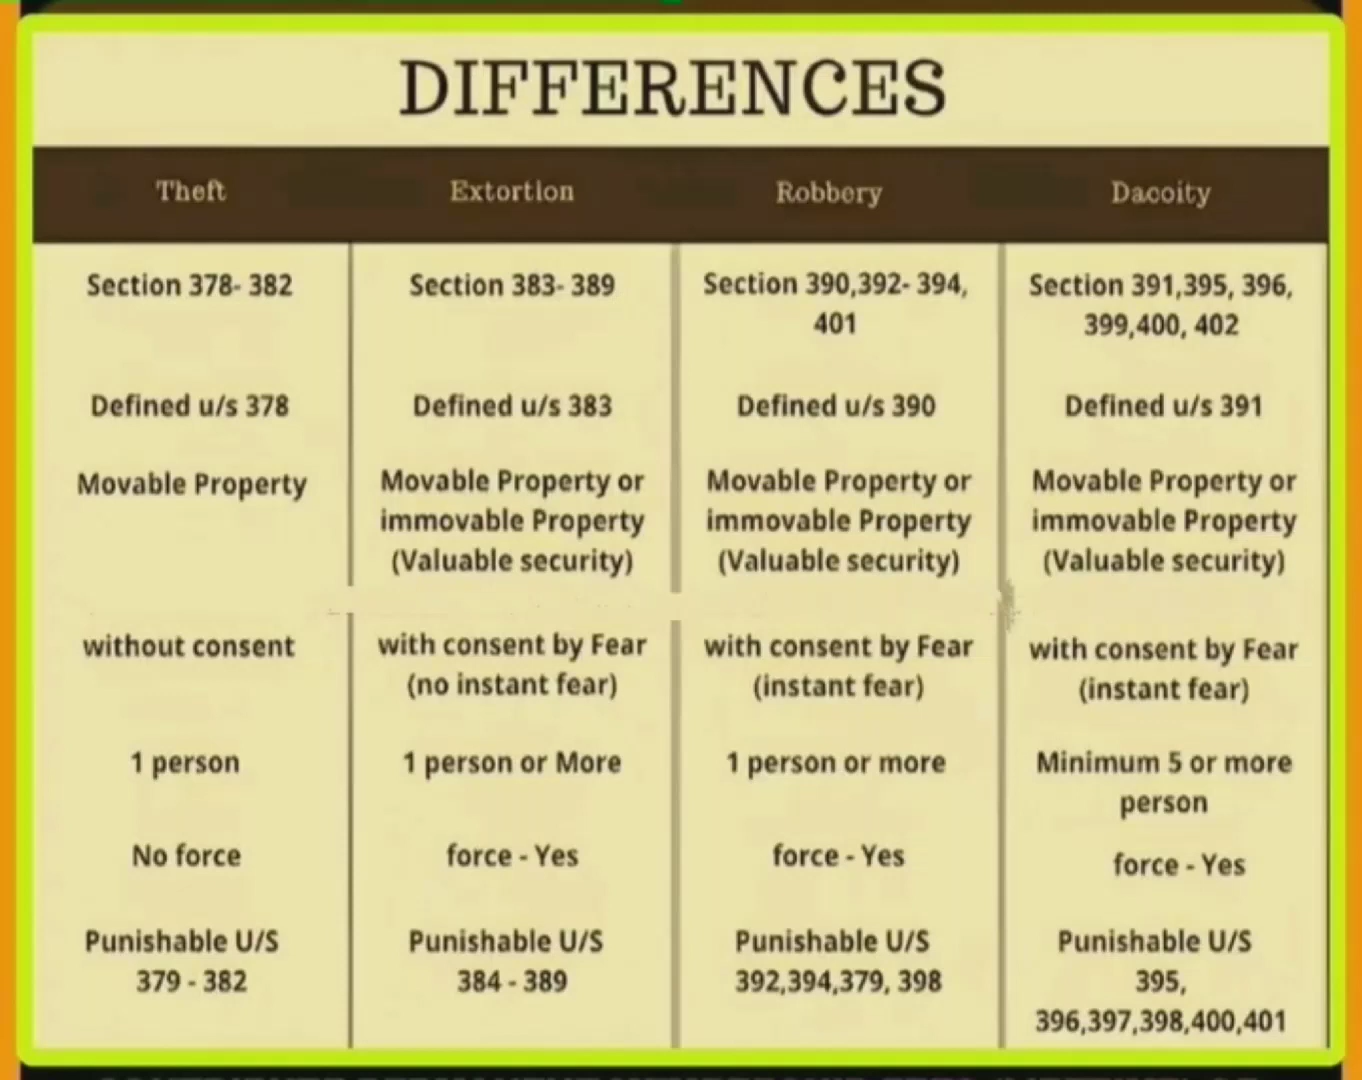 DIFFERENCES
Theft
Extortion
Robbery
Dacoity
Section 378- 382
Section 383- 389
Section 390,392- 394,
401
Section 391,395, 396,
399,400, 402
Defined u/s 378
Defined u/s 383
Defined u/s 390
Defined u/s 391
Movable Property
Movable Property or
immovable Property
(Valuable security)
Movable Property or
immovable Property
(Valuable security)
Movable Property or
immovable Property
(Valuable security)
without consent
with consent by Fear
(no instant fear)
with consent by Fear
(instant fear)
with consent by Fear
(instant fear)
1 person
1 person or More
1 person or more
Minimum 5 or more
person
No force
force - Yes
force - Yes
force - Yes
Punishable U/S
379 - 382
Punishable U/S
384 - 389
Punishable U/S
392,394,379, 398
Punishable U/S
395,
396,397,398,400,401